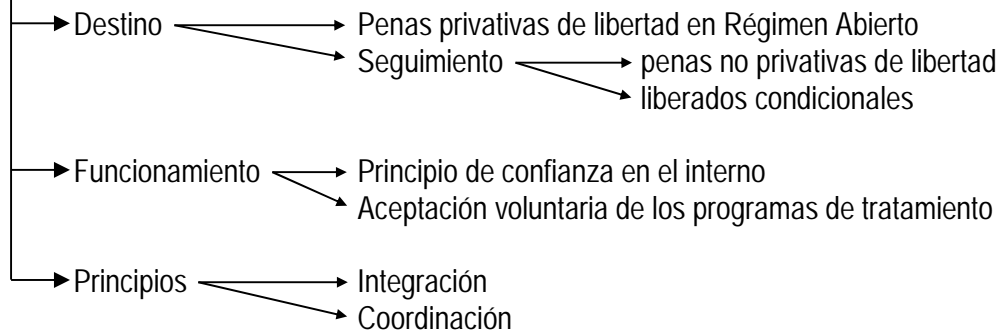 Destino Penas privativas de libertad en Régimen Abierto
Seguimiento penas no privativas de libertad
liberados condicionales
Funcionamiento Principio de confianza en el interno
Aceptación voluntaria de los programas de tratamiento
Principios Integración
Coordinación